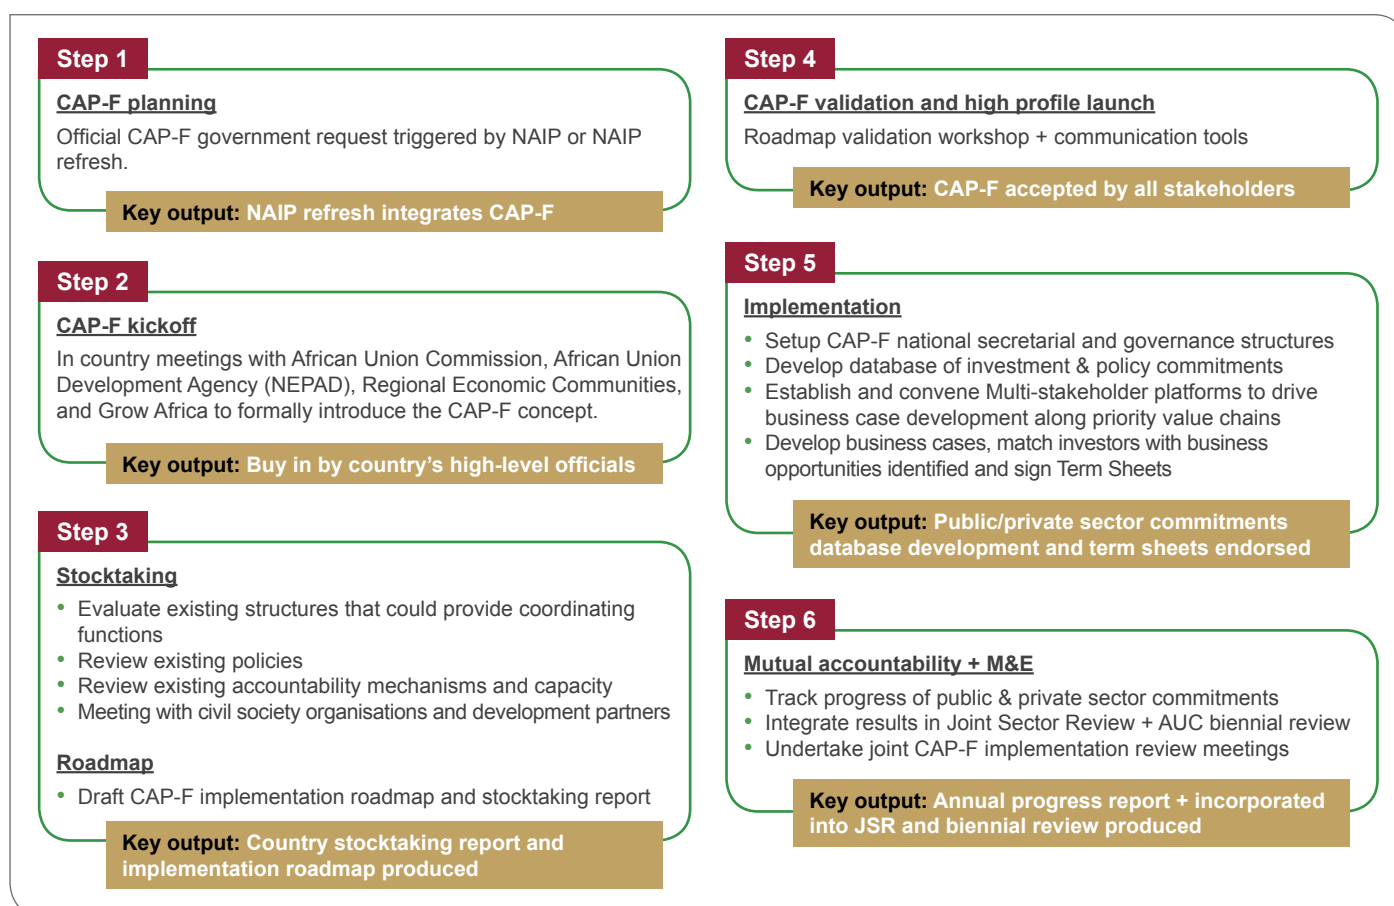 Step 1
CAP-F planning
Official CAP-F government request triggered by NAIP or NAIP
refresh.
Key output: NAIP refresh integrates CAP-F
Step 2
CAP-F kickoff
In country meetings with African Union Commission, African Union
Development Agency (NEPAD), Regional Economic Communities,
and Grow Africa to formally introduce the CAP-F concept.
Key output: Buy in by country's high-level officials
Step 3
Stocktaking
• Evaluate existing structures that could provide coordinating
functions
• Review existing policies
• Review existing accountability mechanisms and capacity
• Meeting with civil society organisations and development partners
Roadmap
• Draft CAP-F implementation roadmap and stocktaking report
Key output: Country stocktaking report and
implementation roadmap produced
Step 4
CAP-F validation and high profile launch
Roadmap validation workshop + communication tools
Key output: CAP-F accepted by all stakeholders
Step 5
Implementation
• Setup CAP-F national secretarial and governance structures
• Develop database of investment & policy commitments
• Establish and convene Multi-stakeholder platforms to drive
business case development along priority value chains
• Develop business cases, match investors with business
opportunities identified and sign Term Sheets
Key output: Public/private sector commitments
database development and term sheets endorsed
Step 6
Mutual accountability + M&E
• Track progress of public & private sector commitments
• Integrate results in Joint Sector Review + AUC biennial review
• Undertake joint CAP-F implementation review meetings
Key output: Annual progress report + incorporated
into JSR and biennial review produced